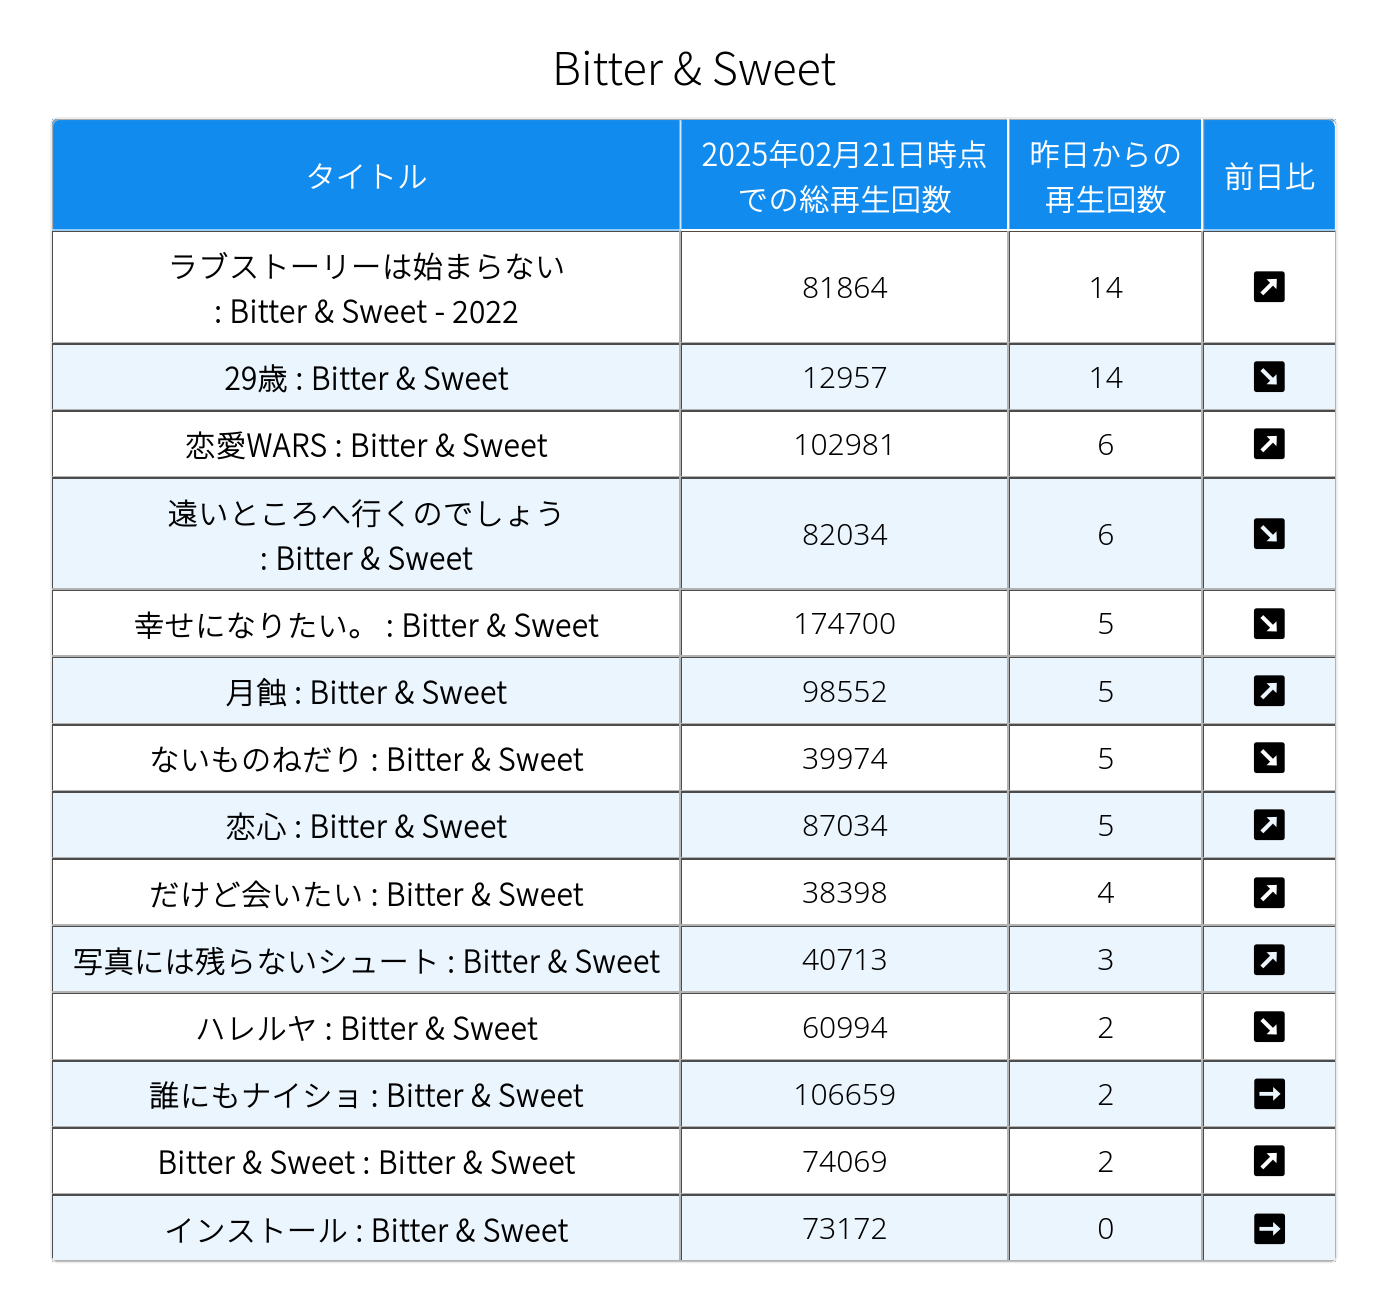 Bitter & Sweet
タイトル
2025年02月21日時点
での総再生回数
昨日からの
再生回数
前日比
ラブストーリーは始まらない
: Bitter & Sweet - 2022
81864
14
29歳 : Bitter & Sweet
12957
14
恋愛WARS : Bitter & Sweet
102981
6
遠いところへ行くのでしょう
: Bitter & Sweet
82034
6
幸せになりたい。 : Bitter & Sweet
174700
5
月蝕 : Bitter & Sweet
98552
5
ないものねだり : Bitter & Sweet
39974
5
恋心 : Bitter & Sweet
87034
5
だけど会いたい : Bitter & Sweet
38398
4
写真には残らないシュート : Bitter & Sweet
40713
3
ハレルヤ : Bitter & Sweet
60994
2
誰にもナイショ : Bitter & Sweet
106659
2
Bitter & Sweet : Bitter & Sweet
74069
2
インストール : Bitter & Sweet
73172
0